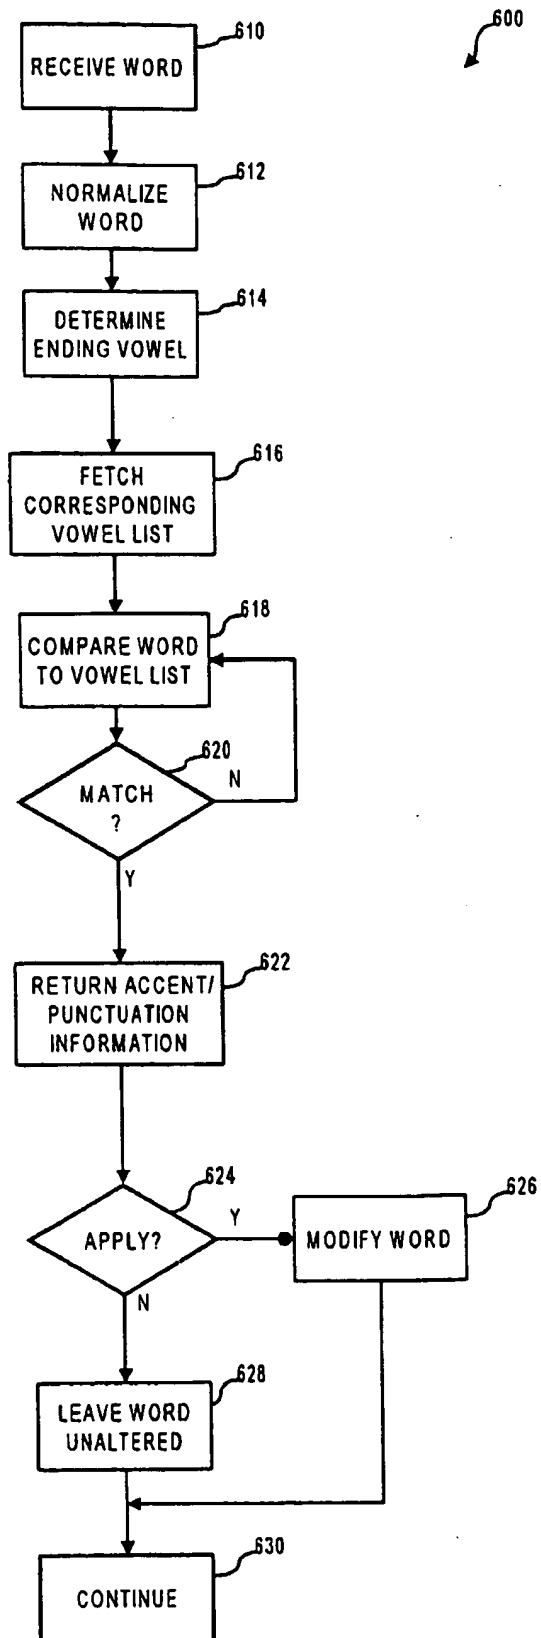 600
610
RECEIVE WORD
612
NORMALIZE
WORD
614
DETERMINE
ENDING VOWEL
616
FETCH
CORRESPONDING
VOWEL LIST
618
COMPARE WORD
TO VOWEL LIST
620
MATCH
?
N
Y
622
RETURN ACCENT/
PUNCTUATION
INFORMATION
624
APPLY?
Y
626
MODIFY WORD
N
628
LEAVE WORD
UNALTERED
630
CONTINUE